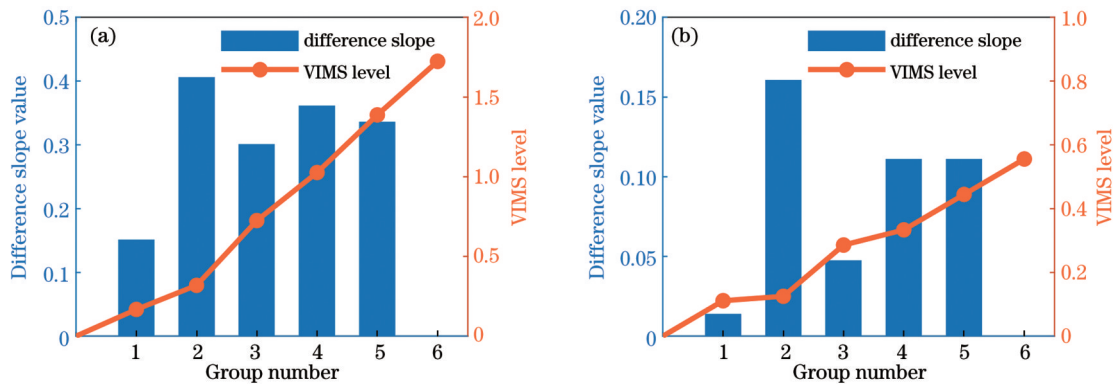 (a)
difference slope
VIMS level
Difference slope value
0.5
0.4
0.3
0.2
0.1
0
2.0
1.5
1.0
0.5
0
VIMS level
1 2 3 4 5 6
Group number
(b)
difference slope
VIMS level
Difference slope value
0.20
0.15
0.10
0.05
0
1.0
0.8
0.6
0.4
0.2
0
VIMS level
1 2 3 4 5 6
Group number